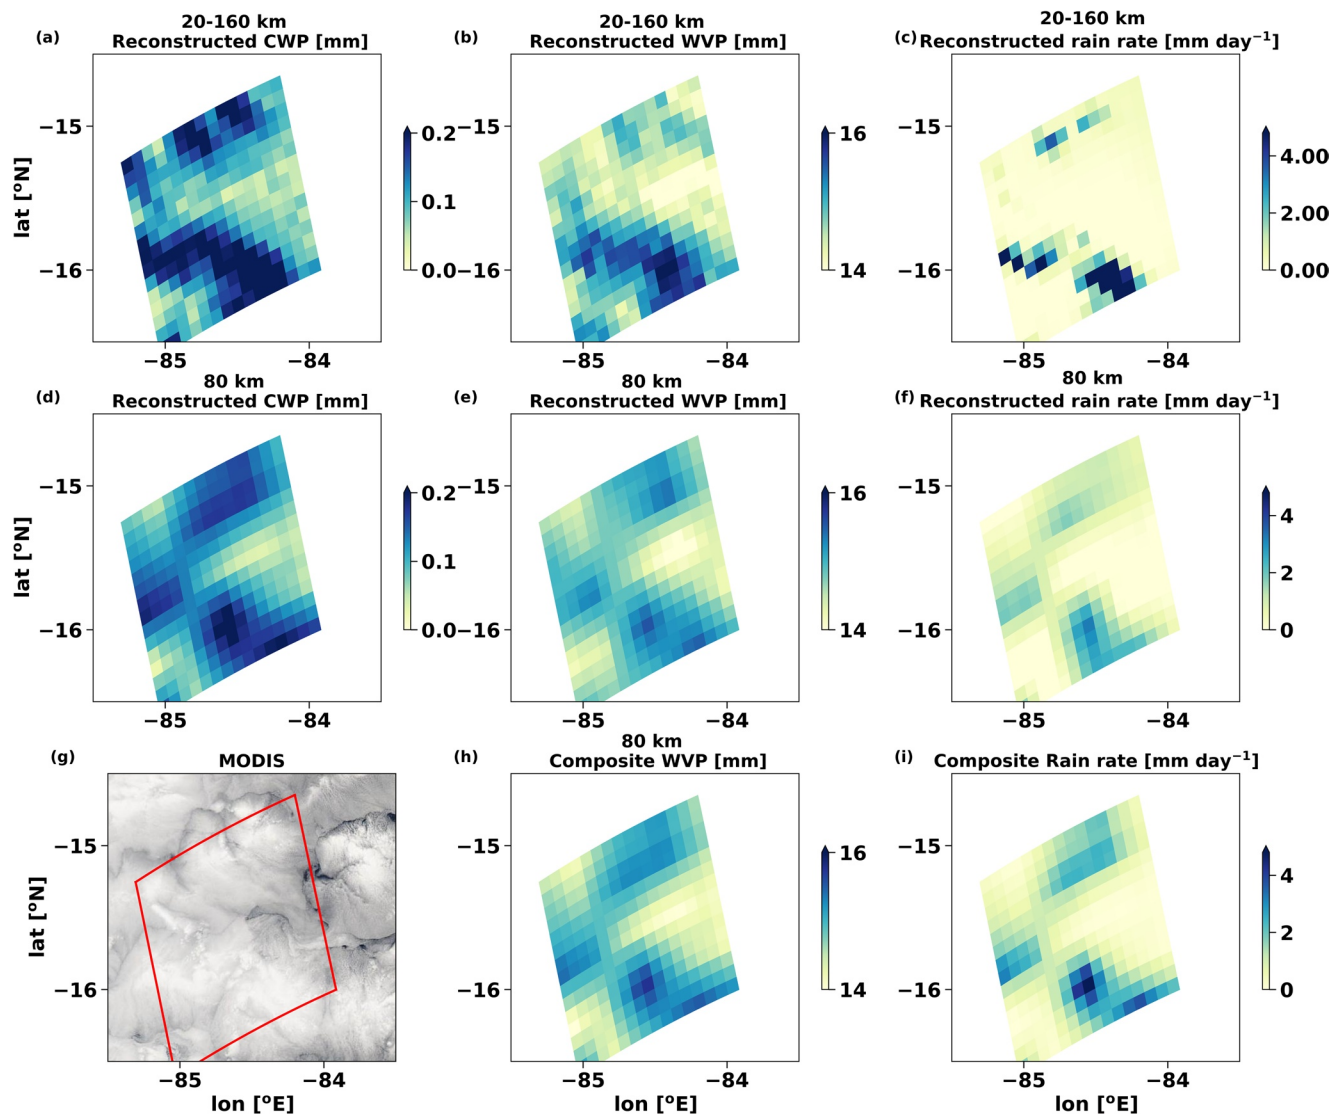 20-160 km
(a) Reconstructed CWP [mm]
−15
−16
lat [ºN]
0.2
0.1
0.0
−85 −84
20-160 km
(b) Reconstructed WVP [mm]
−15
−16
16
14
−85 −84
20-160 km
(c) Reconstructed rain rate [mm day⁻¹]
−15
−16
4.00
2.00
0.00
−85 −84
80 km
(d) Reconstructed CWP [mm]
−15
−16
lat [ºN]
0.2
0.1
0.0
−85 −84
80 km
(e) Reconstructed WVP [mm]
−15
−16
16
14
−85 −84
80 km
(f) Reconstructed rain rate [mm day⁻¹]
−15
−16
4
2
0
−85 −84
(g) MODIS
−15
−16
lat [ºN]
−85 −84
lon [ºE]
80 km
(h) Composite WVP [mm]
−15
−16
16
14
−85 −84
lon [ºE]
(i) Composite Rain rate [mm day⁻¹]
−15
−16
4
2
0
−85 −84
lon [ºE]